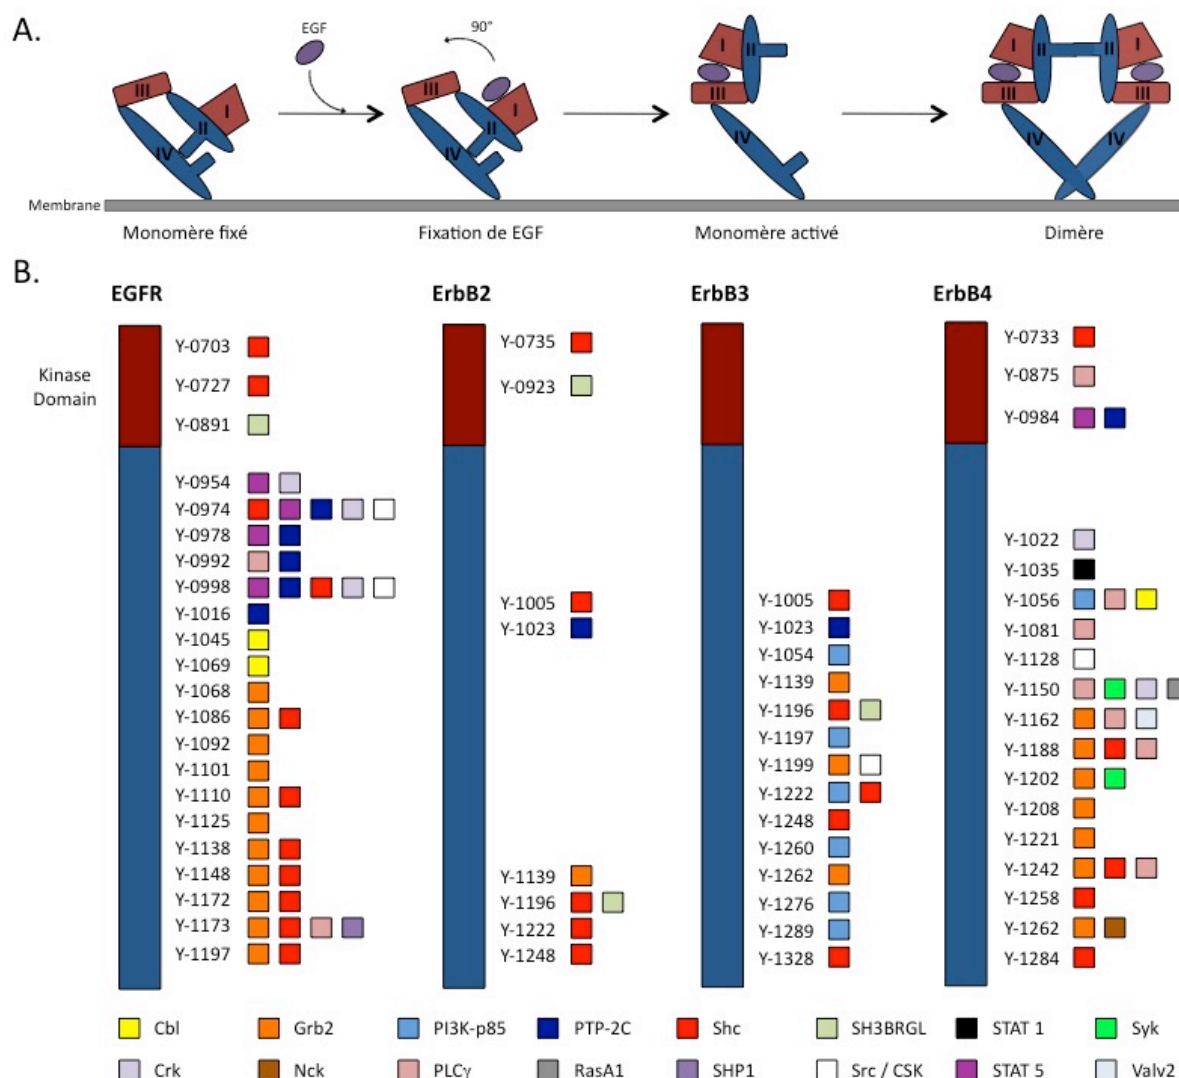 A.
EGF
90°
III
I
II
IV
III
I
II
IV
I
II
III
IV
I
II
II
I
III
III
IV
IV
Membrane
Monomère fixé
Fixation de EGF
Monomère activé
Dimère
B.
EGFR
ErbB2
ErbB3
ErbB4
Kinase
Domain
Y-0703
Y-0727
Y-0891
Y-0954
Y-0974
Y-0978
Y-0992
Y-0998
Y-1016
Y-1045
Y-1069
Y-1068
Y-1086
Y-1092
Y-1101
Y-1110
Y-1125
Y-1138
Y-1148
Y-1172
Y-1173
Y-1197
Y-0735
Y-0923
Y-1005
Y-1023
Y-1139
Y-1196
Y-1222
Y-1248
Y-1005
Y-1023
Y-1054
Y-1139
Y-1196
Y-1197
Y-1199
Y-1222
Y-1248
Y-1260
Y-1262
Y-1276
Y-1289
Y-1328
Y-0733
Y-0875
Y-0984
Y-1022
Y-1035
Y-1056
Y-1081
Y-1128
Y-1150
Y-1162
Y-1188
Y-1202
Y-1208
Y-1221
Y-1242
Y-1258
Y-1262
Y-1284
Cbl Grb2 PI3K-p85 PTP-2C Shc SH3BRGL STAT 1 Syk
Crk Nck PLCγ RasA1 SHP1 Src / CSK STAT 5 Valv2